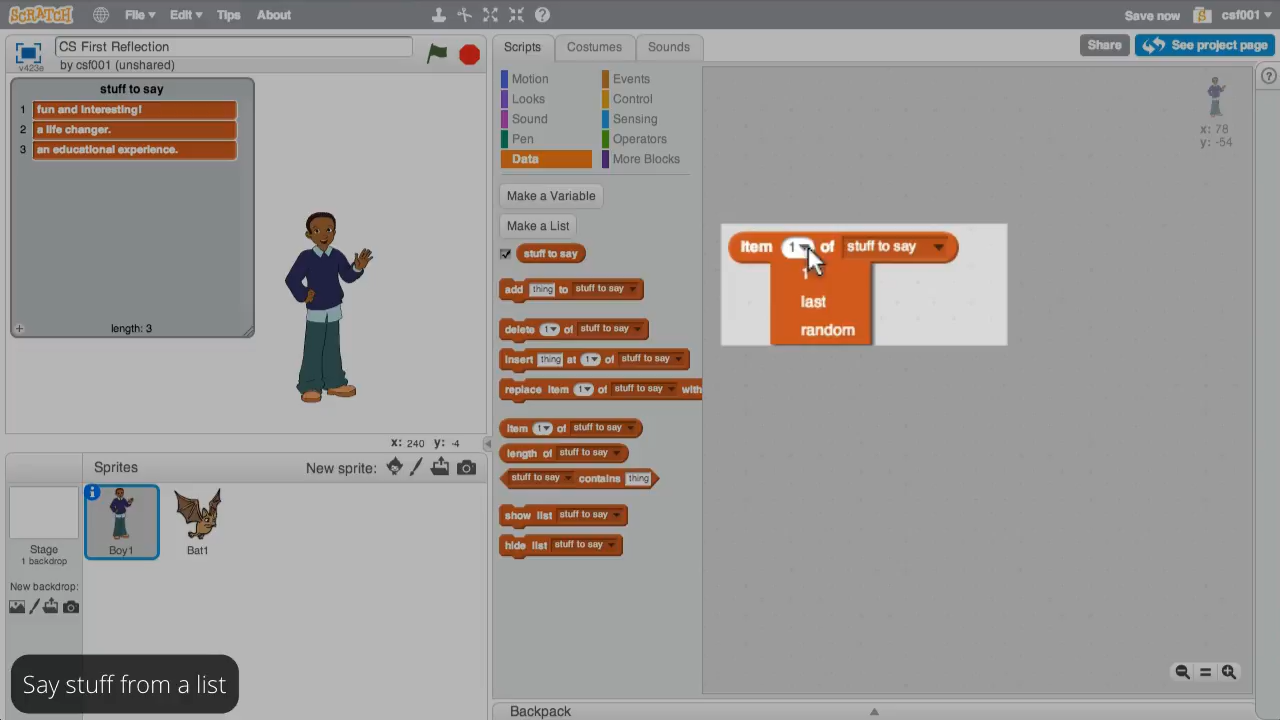 SCRATCH File Edit Tips About Save now csf001
CS First Reflection
by csf001 (unshared)
v423e
Scripts Costumes Sounds
Share See project page
stuff to say
1 fun and interesting!
2 a life changer.
3 an educational experience.
length: 3
Motion Events
Looks Control
Sound Sensing
Pen Operators
Data More Blocks
Make a Variable
Make a List
stuff to say
add thing to stuff to say
delete 1 of stuff to say
insert thing at 1 of stuff to say
replace item 1 of stuff to say with
item 1 of stuff to say
length of stuff to say
stuff to say contains thing
show list stuff to say
hide list stuff to say
x: 78
y: -54
item 1 of stuff to say
1
last
random
x: 240 y: -4
Sprites New sprite:
Stage
1 backdrop
New backdrop:
Boy1
Bat1
Say stuff from a list
Backpack